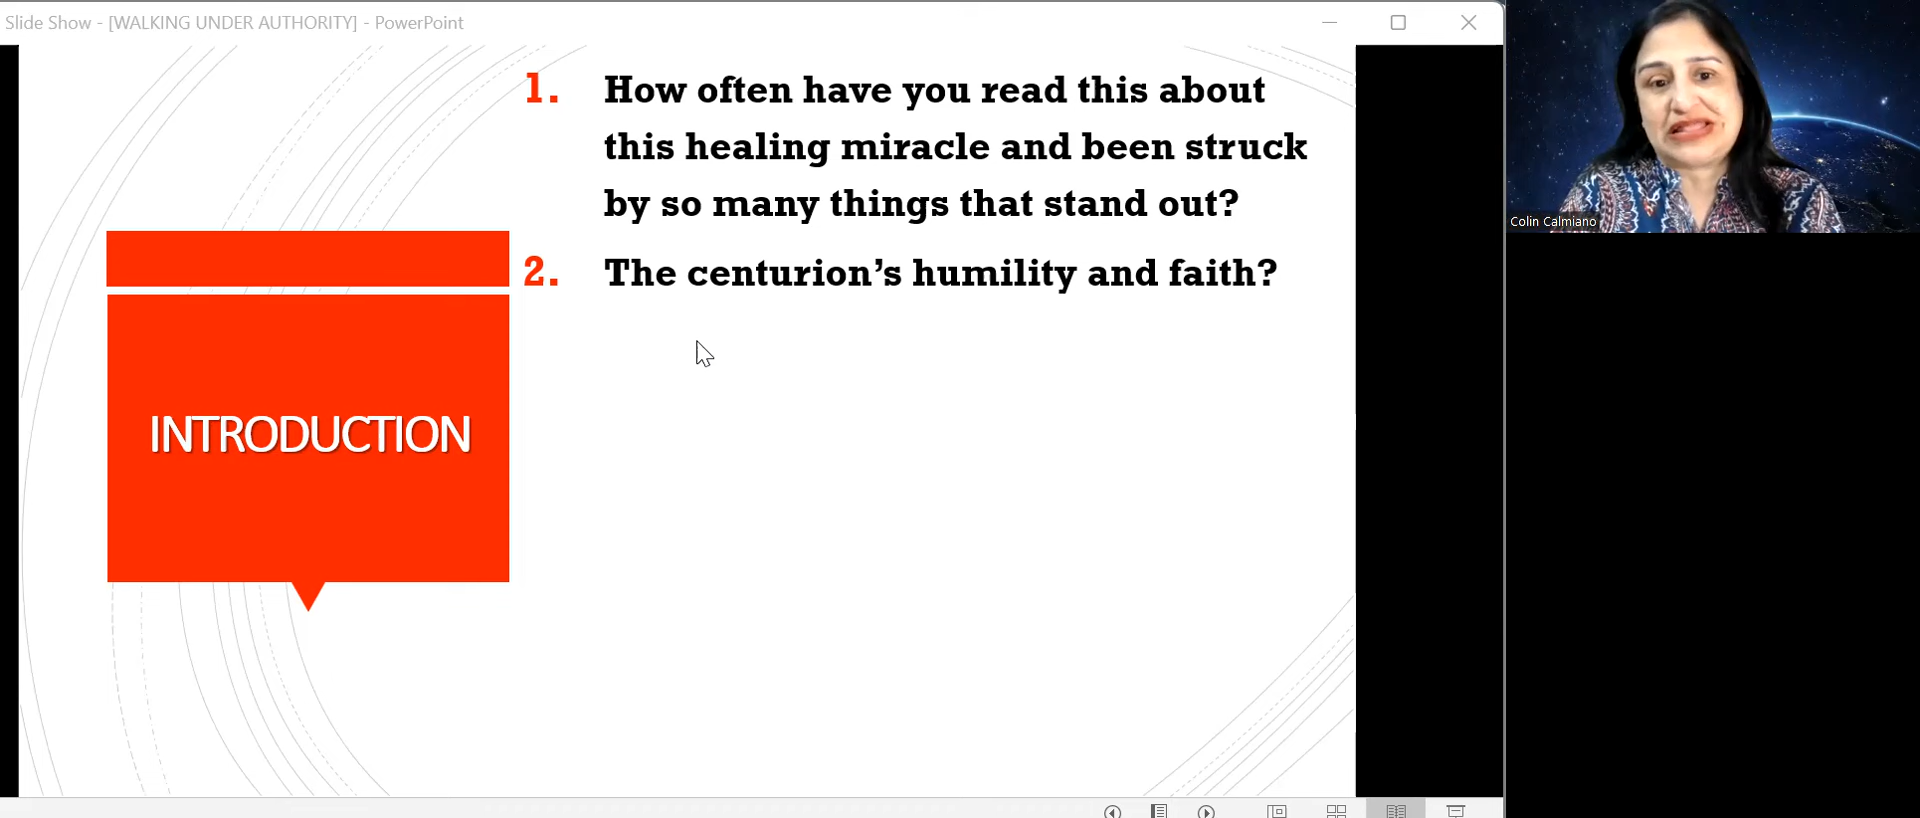 Slide Show - [WALKING UNDER AUTHORITY] - PowerPoint
1. How often have you read this about
this healing miracle and been struck
by so many things that stand out?
2. The centurion’s humility and faith?
INTRODUCTION
Colin Calmiano